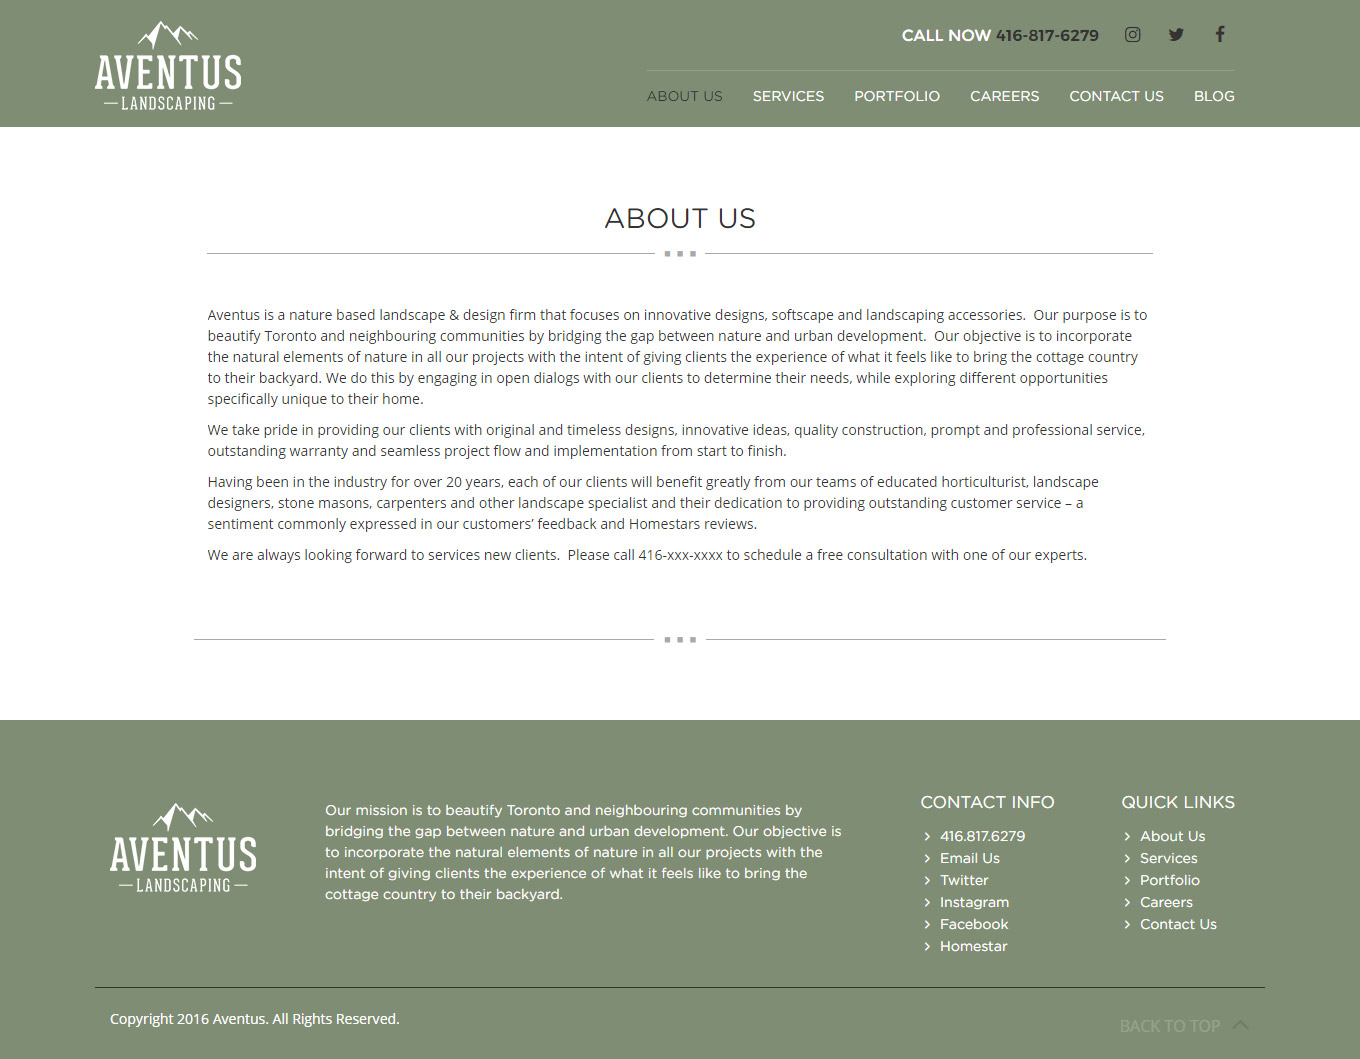 AVENTUS
LANDSCAPING
CALL NOW 416-817-6279
ABOUT US SERVICES PORTFOLIO CAREERS CONTACT US BLOG
ABOUT US
Aventus is a nature based landscape & design firm that focuses on innovative designs, softscape and landscaping accessories.  Our purpose is to
beautify Toronto and neighbouring communities by bridging the gap between nature and urban development.  Our objective is to incorporate
the natural elements of nature in all our projects with the intent of giving clients the experience of what it feels like to bring the cottage country
to their backyard. We do this by engaging in open dialogs with our clients to determine their needs, while exploring different opportunities
specifically unique to their home.
We take pride in providing our clients with original and timeless designs, innovative ideas, quality construction, prompt and professional service,
outstanding warranty and seamless project flow and implementation from start to finish.
Having been in the industry for over 20 years, each of our clients will benefit greatly from our teams of educated horticulturist, landscape
designers, stone masons, carpenters and other landscape specialist and their dedication to providing outstanding customer service – a
sentiment commonly expressed in our customers’ feedback and Homestars reviews.
We are always looking forward to services new clients.  Please call 416-xxx-xxxx to schedule a free consultation with one of our experts.
AVENTUS
LANDSCAPING
Our mission is to beautify Toronto and neighbouring communities by
bridging the gap between nature and urban development. Our objective is
to incorporate the natural elements of nature in all our projects with the
intent of giving clients the experience of what it feels like to bring the
cottage country to their backyard.
CONTACT INFO
416.817.6279
Email Us
Twitter
Instagram
Facebook
Homestar
QUICK LINKS
About Us
Services
Portfolio
Careers
Contact Us
Copyright 2016 Aventus. All Rights Reserved.
BACK TO TOP